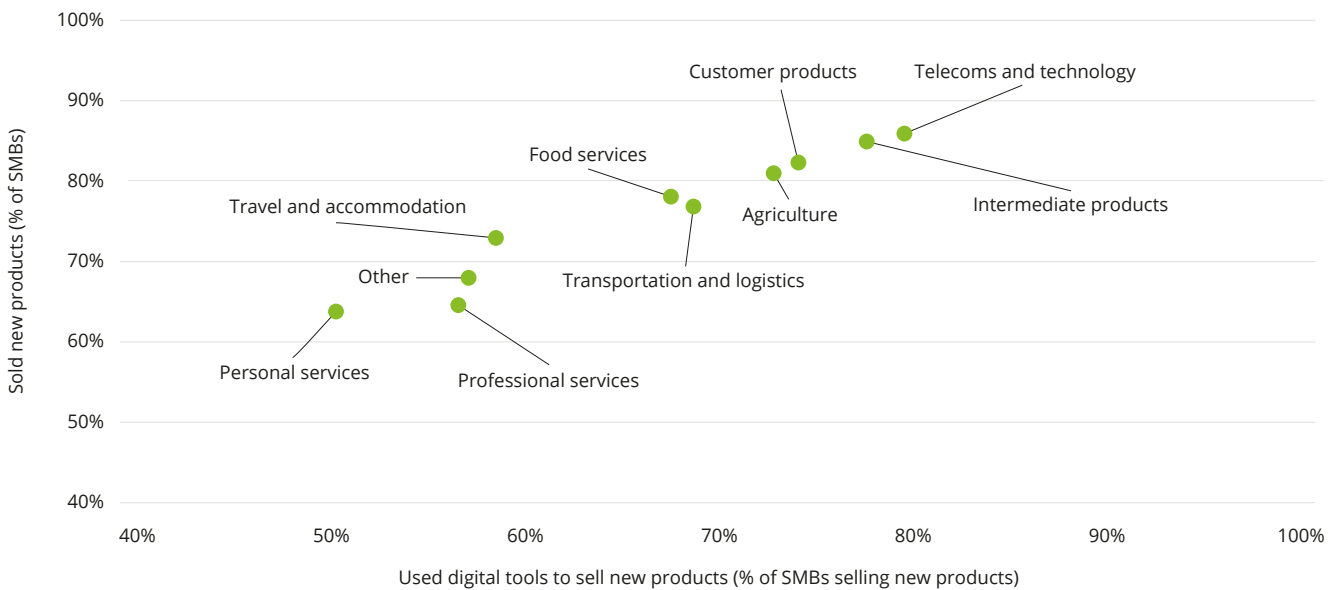 100%
90%
80%
70%
60%
50%
40%
Sold new products (% of SMBs)
Customer products
Telecoms and technology
Food services
Travel and accommodation
Agriculture
Intermediate products
Other
Transportation and logistics
Personal services
Professional services
40%
50%
60%
70%
80%
90%
100%
Used digital tools to sell new products (% of SMBs selling new products)